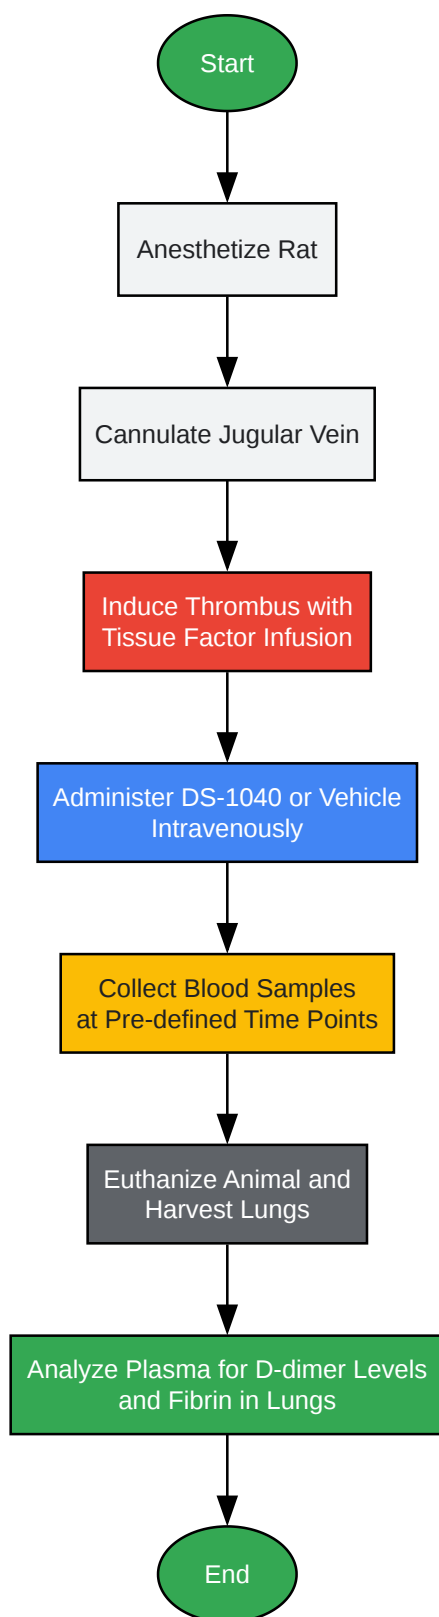 Start
Anesthetize Rat
Cannulate Jugular Vein
Induce Thrombus with
Tissue Factor Infusion
Administer DS-1040 or Vehicle
Intravenously
Collect Blood Samples
at Pre-defined Time Points
Euthanize Animal and
Harvest Lungs
Analyze Plasma for D-dimer Levels
and Fibrin in Lungs
End